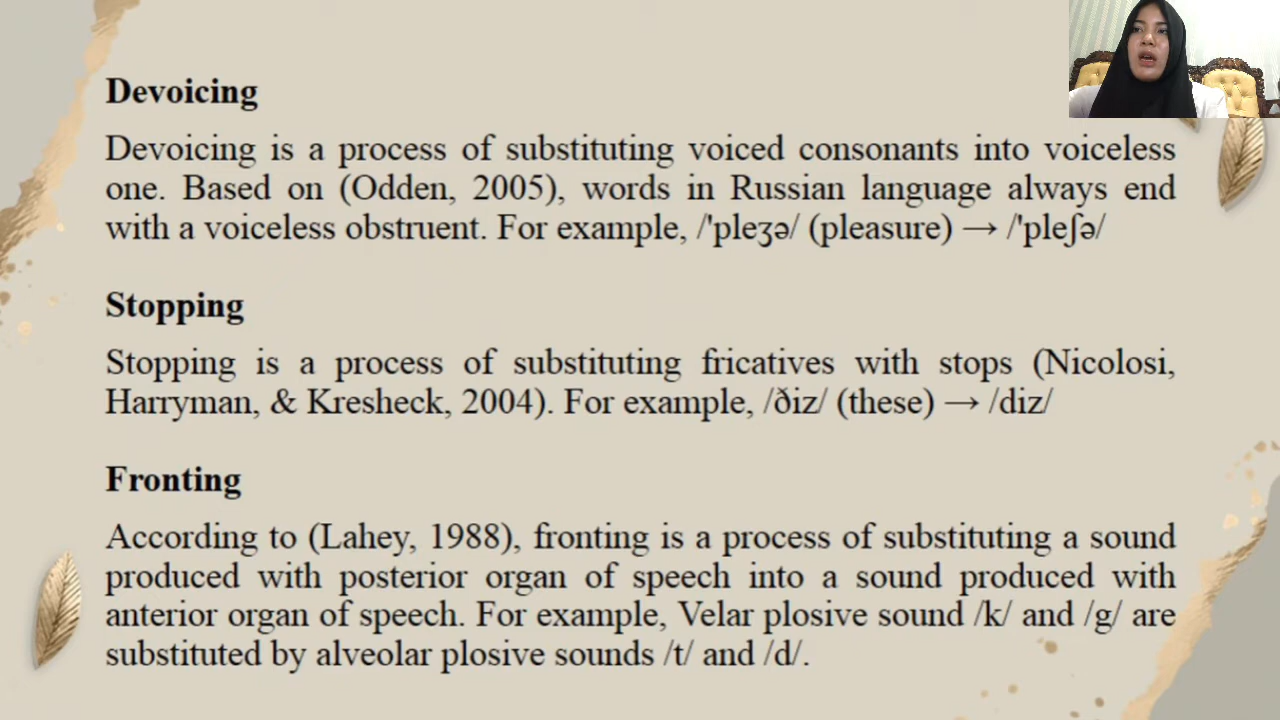 Devoicing
Devoicing is a process of substituting voiced consonants into voiceless
one. Based on (Odden, 2005), words in Russian language always end
with a voiceless obstruent. For example, /'pleʒə/ (pleasure) → /'pleʃə/
Stopping
Stopping is a process of substituting fricatives with stops (Nicolosi,
Harryman, & Kresheck, 2004). For example, /ðiz/ (these) → /diz/
Fronting
According to (Lahey, 1988), fronting is a process of substituting a sound
produced with posterior organ of speech into a sound produced with
anterior organ of speech. For example, Velar plosive sound /k/ and /g/ are
substituted by alveolar plosive sounds /t/ and /d/.